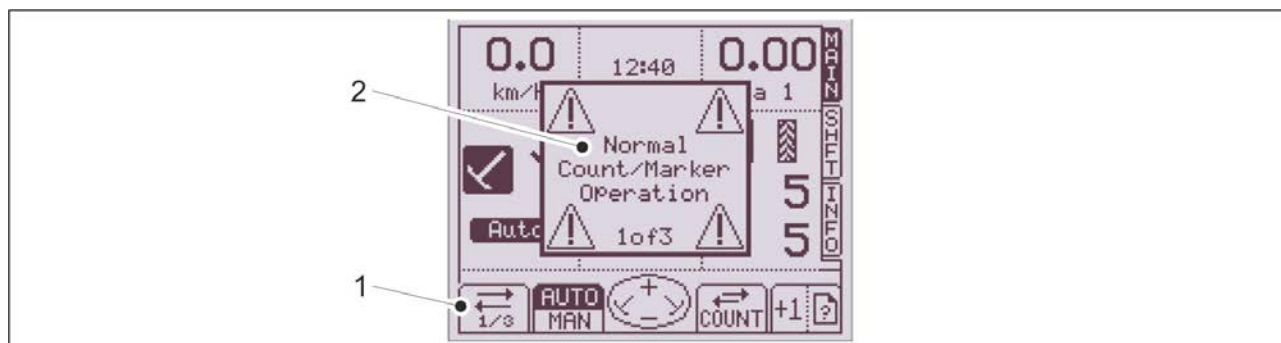 0.0
12:40
0.00
km/
a 1
MAIN
SHFT
INFO
2
Normal
Count/Marker
Operation
1of3
5
Auto
5
1
1/3
AUTO
MAN
+
-
COUNT
+1
?